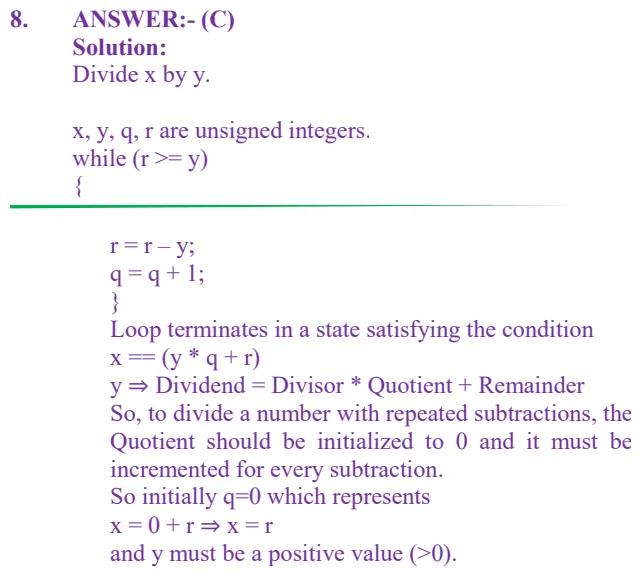 8. ANSWER:- (C)
Solution:
Divide x by y.
x, y, q, r are unsigned integers.
while (r >= y)
{
r = r – y;
q = q + 1;
}
Loop terminates in a state satisfying the condition
x == (y * q + r)
y ⇒ Dividend = Divisor * Quotient + Remainder
So, to divide a number with repeated subtractions, the
Quotient should be initialized to 0 and it must be
incremented for every subtraction.
So initially q=0 which represents
x = 0 + r ⇒ x = r
and y must be a positive value (>0).